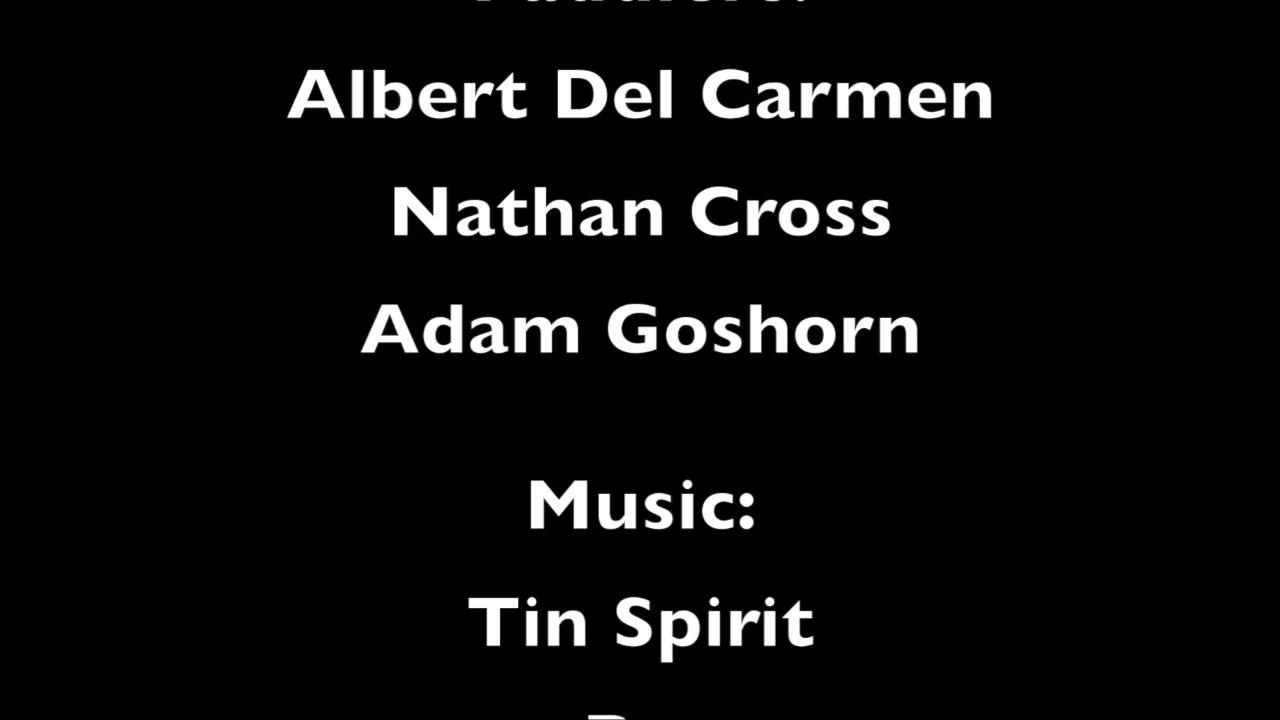 Albert Del Carmen
Nathan Cross
Adam Goshorn
Music:
Tin Spirit